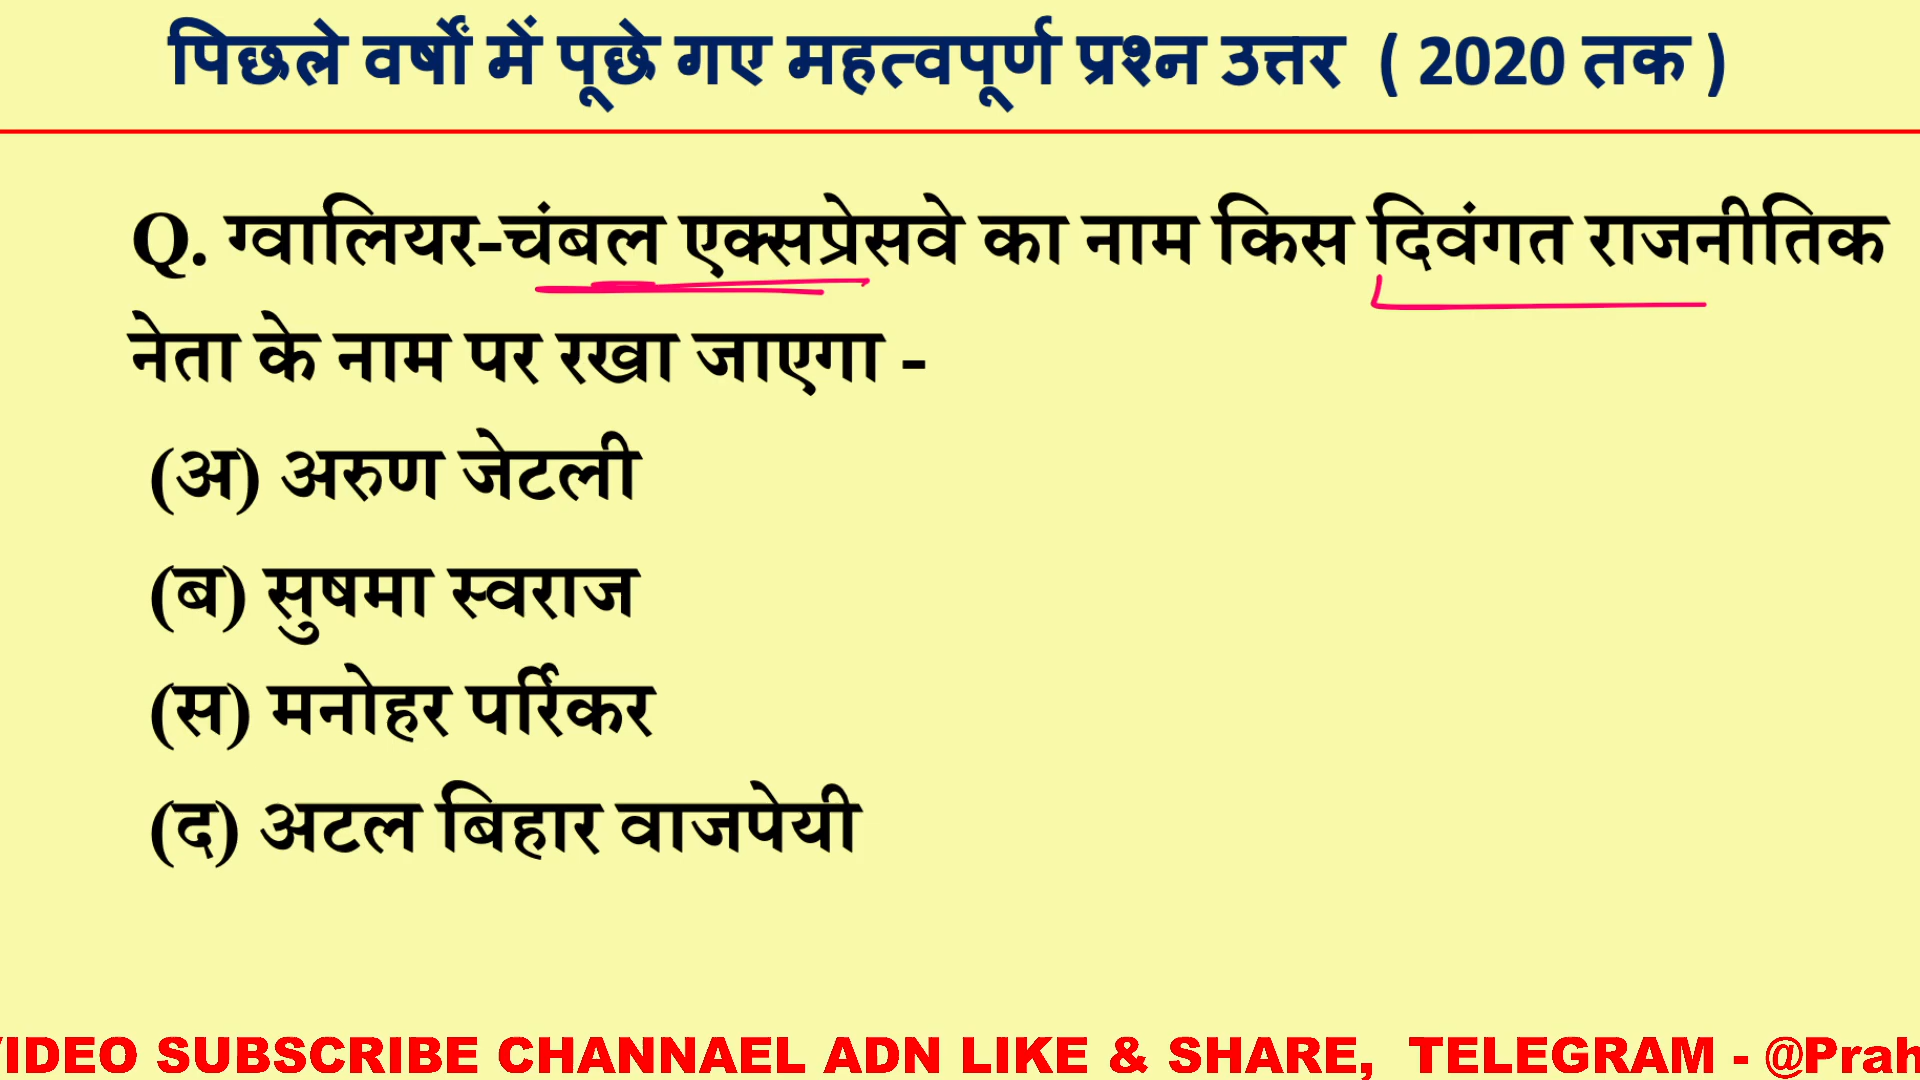 पिछले वर्षों में पूछे गए महत्वपूर्ण प्रश्न उत्तर ( 2020 तक )
Q. ग्वालियर-चंबल एक्सप्रेसवे का नाम किस दिवंगत राजनीतिक
नेता के नाम पर रखा जाएगा -
(अ) अरुण जेटली
(ब) सुषमा स्वराज
(स) मनोहर पर्रिकर
(द) अटल बिहार वाजपेयी
VIDEO SUBSCRIBE CHANNAEL ADN LIKE & SHARE, TELEGRAM - @Prah